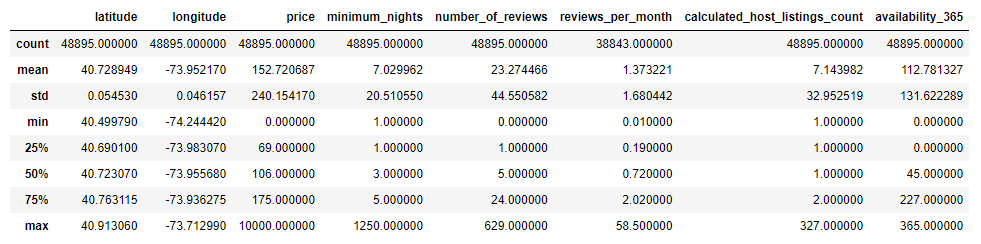 latitude longitude price minimum_nights number_of_reviews reviews_per_month calculated_host_listings_count availability_365
count 48895.000000 48895.000000 48895.000000 48895.000000 48895.000000 38843.000000 48895.000000 48895.000000
mean 40.728949 -73.952170 152.720687 7.029962 23.274466 1.373221 7.143982 112.781327
std 0.054530 0.046157 240.154170 20.510550 44.550582 1.680442 32.952519 131.622289
min 40.499790 -74.244420 0.000000 1.000000 0.000000 0.010000 1.000000 0.000000
25% 40.690100 -73.983070 69.000000 1.000000 1.000000 0.190000 1.000000 0.000000
50% 40.723070 -73.955680 106.000000 3.000000 5.000000 0.720000 1.000000 45.000000
75% 40.763115 -73.936275 175.000000 5.000000 24.000000 2.020000 2.000000 227.000000
max 40.913060 -73.712990 10000.000000 1250.000000 629.000000 58.500000 327.000000 365.000000